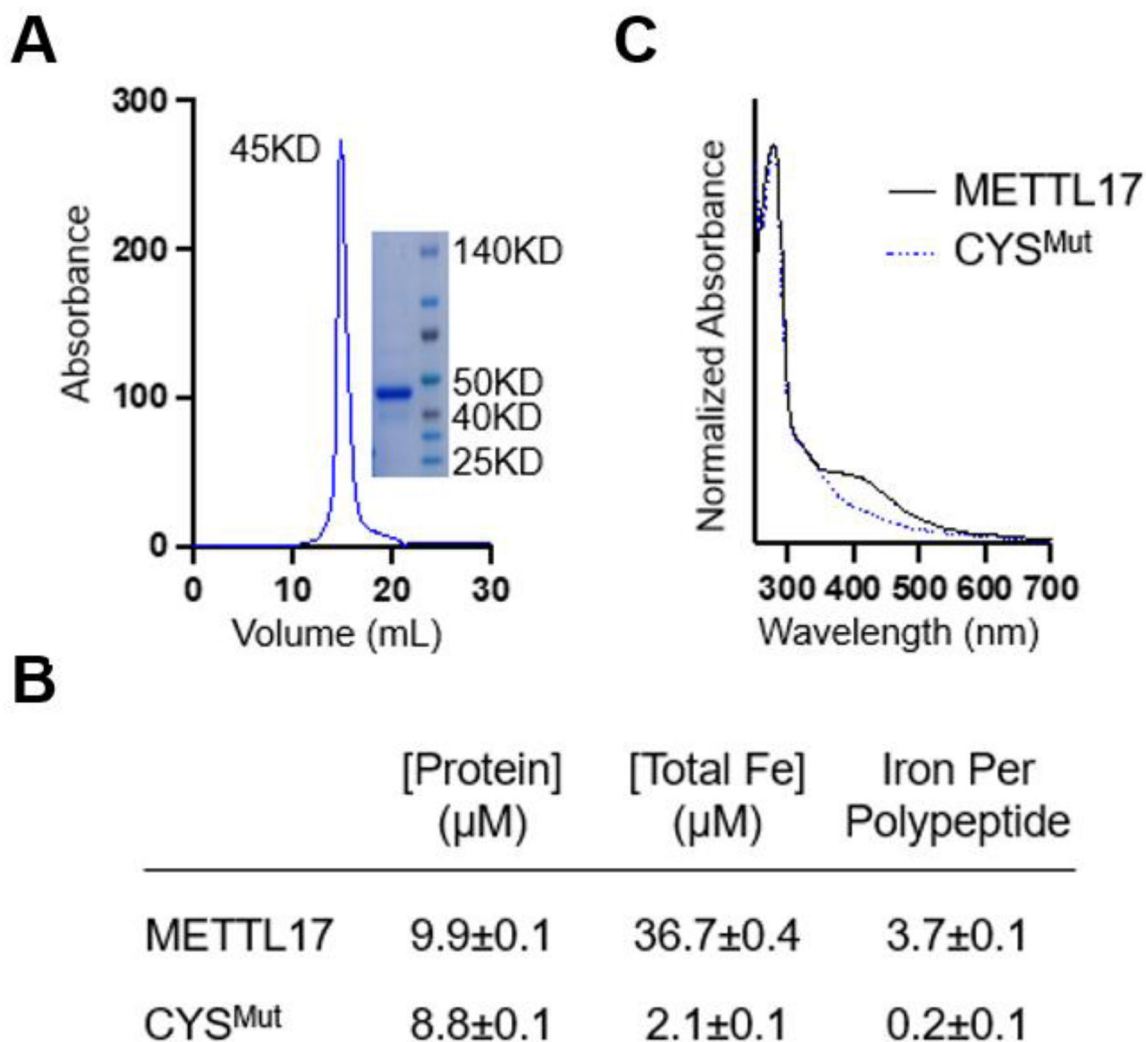 A
300
200
100
0
Absorbance
45KD
140KD
50KD
40KD
25KD
0 10 20 30
Volume (mL)
C
Normalized Absorbance
METTL17
CYSMut
300 400 500 600 700
Wavelength (nm)
B
[Protein] [Total Fe] Iron Per
(µM) (µM) Polypeptide
METTL17 9.9±0.1 36.7±0.4 3.7±0.1
CYSMut 8.8±0.1 2.1±0.1 0.2±0.1